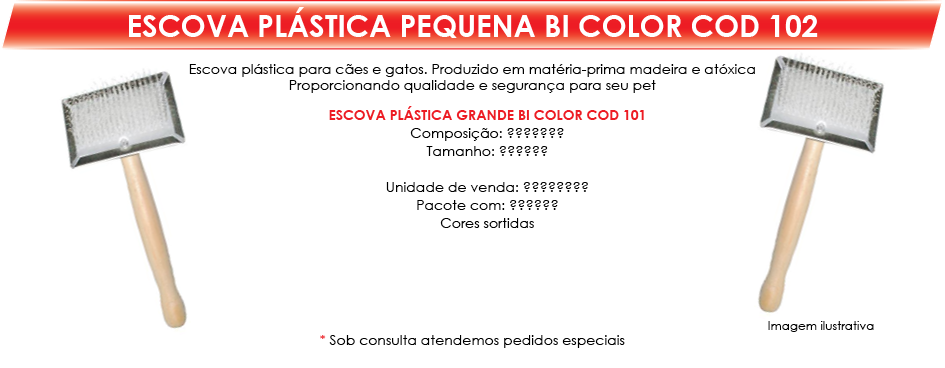 ESCOVA PLÁSTICA PEQUENA BI COLOR COD 102
Escova plástica para cães e gatos. Produzido em matéria-prima madeira e atóxica
Proporcionando qualidade e segurança para seu pet
ESCOVA PLÁSTICA GRANDE BI COLOR COD 101
Composição: ???????
Tamanho: ??????
Unidade de venda: ????????
Pacote com: ??????
Cores sortidas
Imagem ilustrativa
* Sob consulta atendemos pedidos especiais